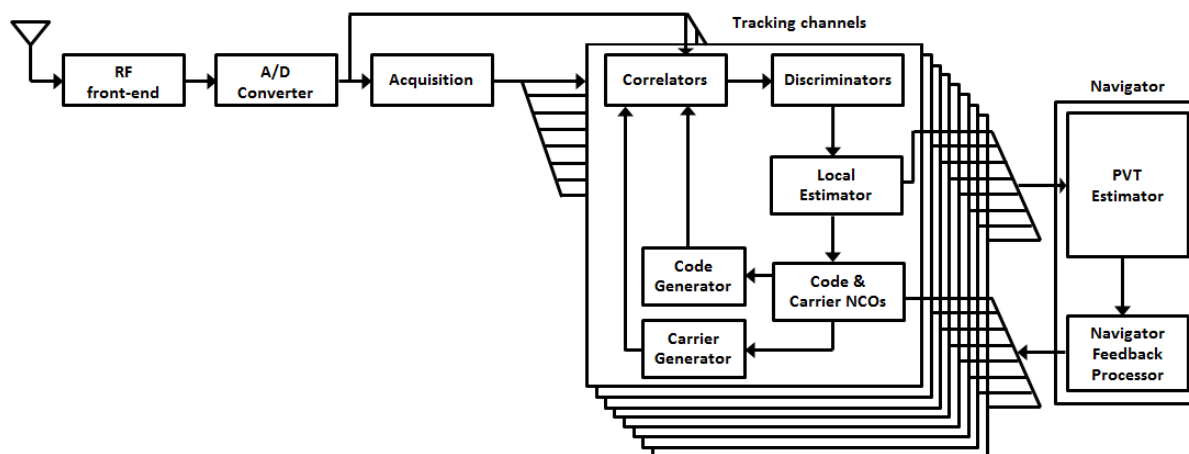 Tracking channels
RF
front-end
A/D
Converter
Acquisition
Correlators
Discriminators
Navigator
Local
Estimator
PVT
Estimator
Code
Generator
Code &
Carrier NCOs
Carrier
Generator
Navigator
Feedback
Processor